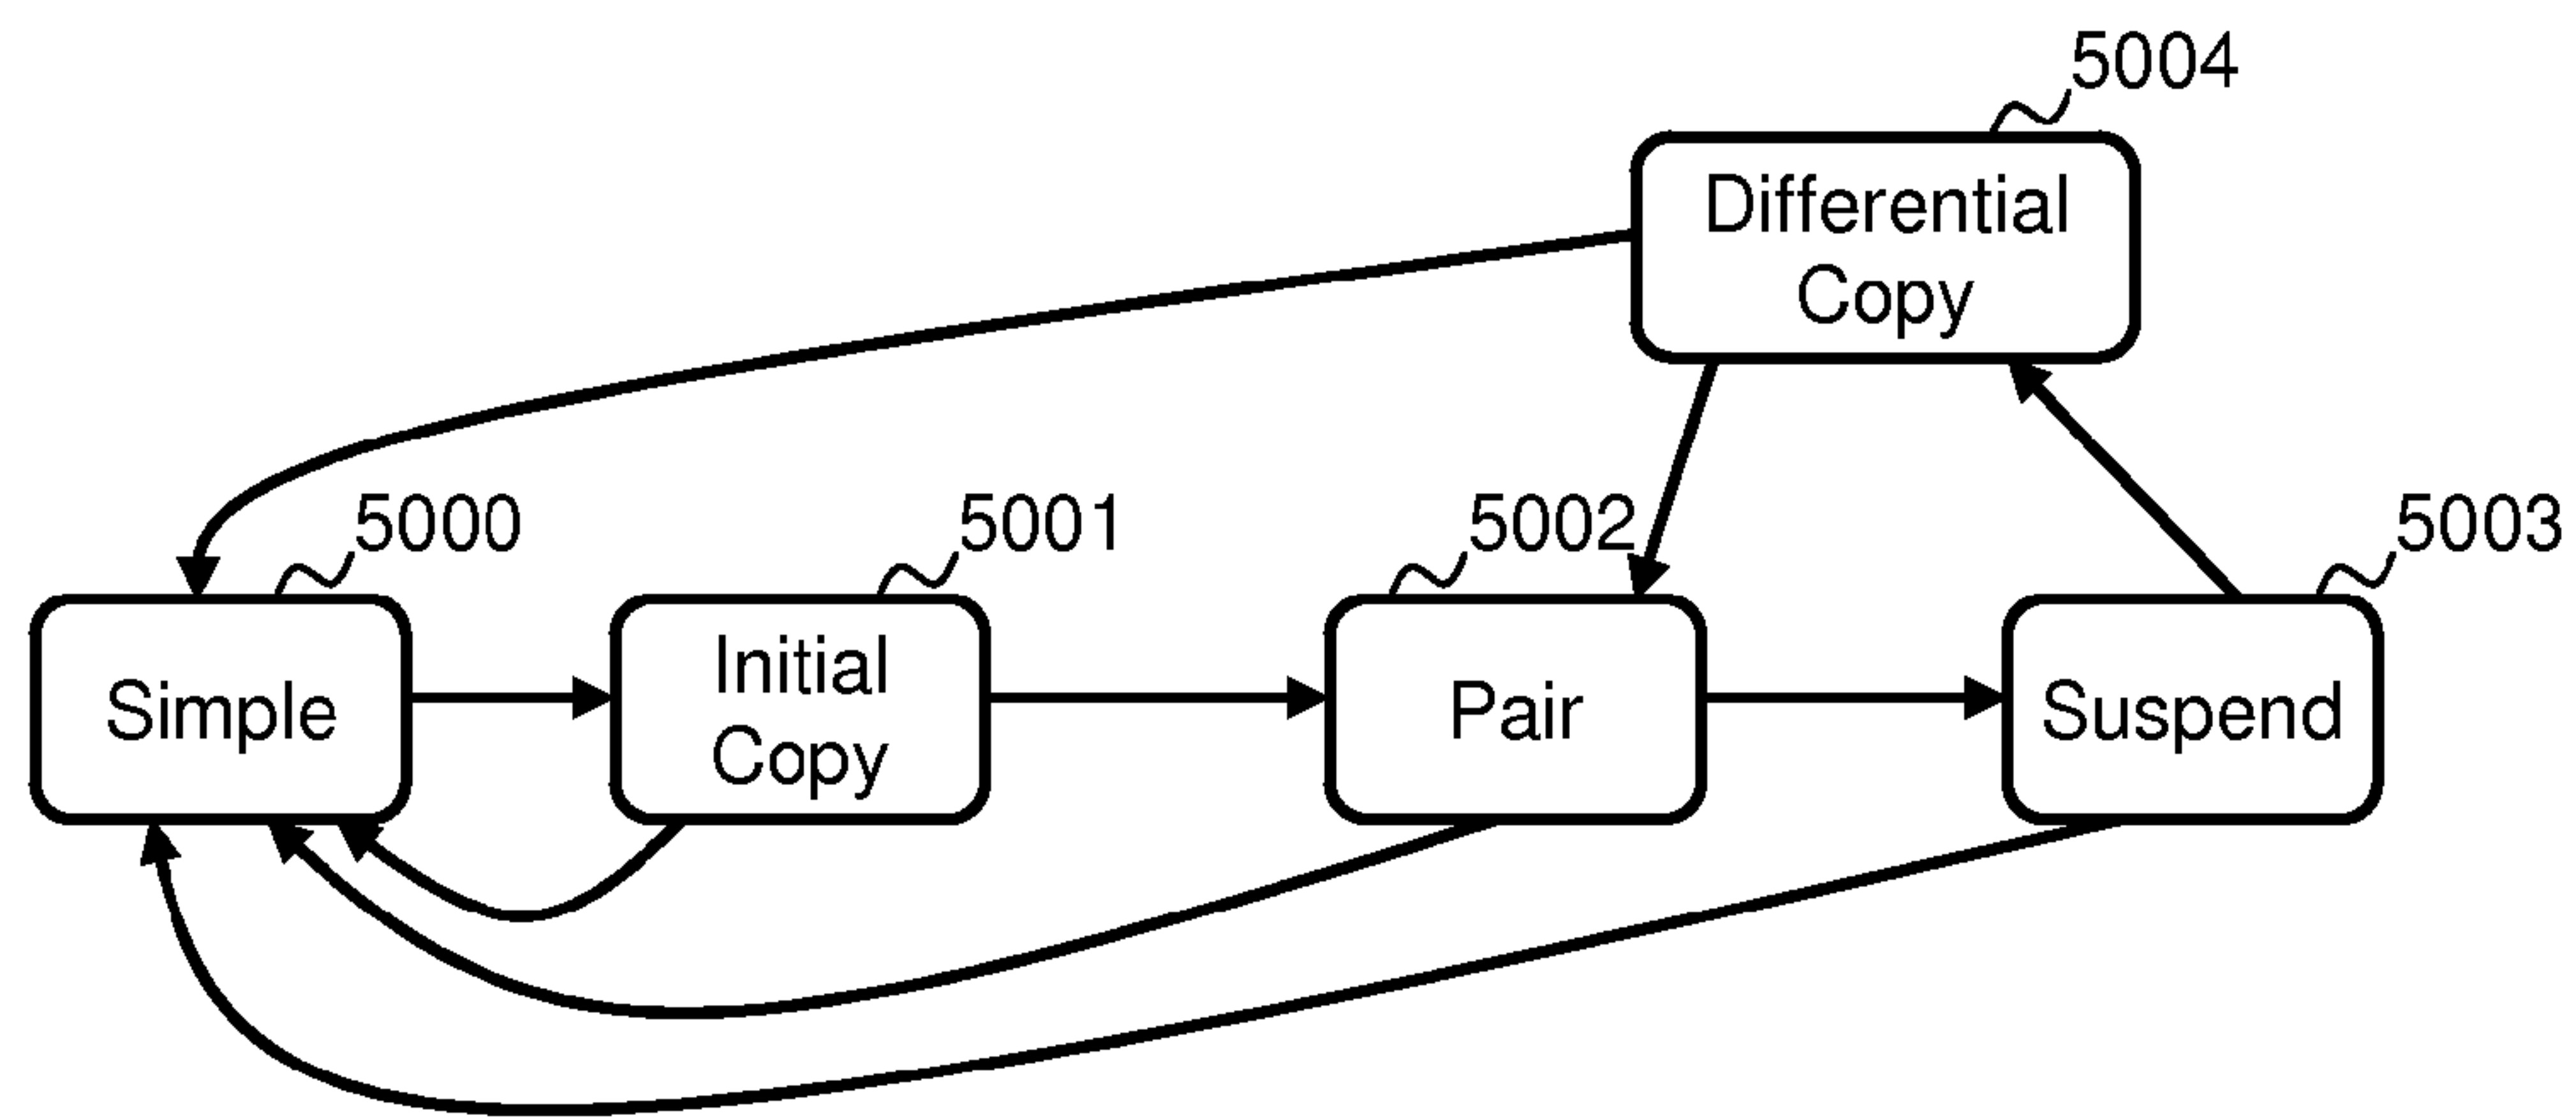 5004
Differential
Copy
5000
5001
5002
5003
Simple
Initial
Copy
Pair
Suspend